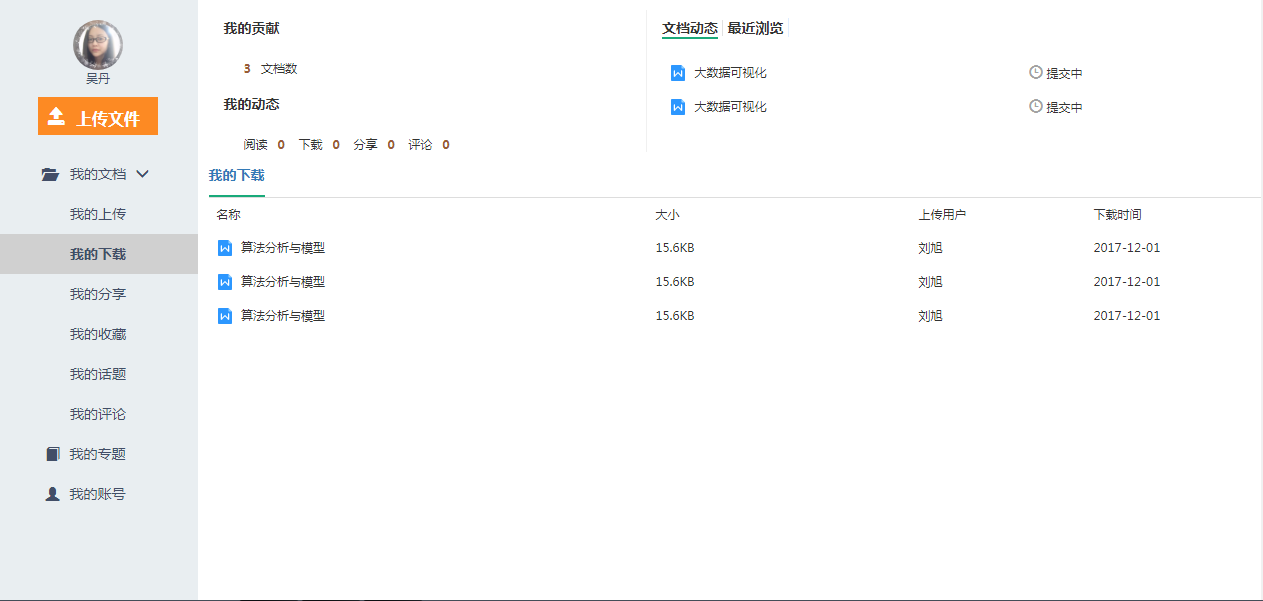 吴丹
上传文件
我的文档
我的上传
我的下载
我的分享
我的收藏
我的话题
我的评论
我的专题
我的账号
我的贡献
3 文档数
我的动态
阅读 0 下载 0 分享 0 评论 0
文档动态 最近浏览
大数据可视化 提交中
大数据可视化 提交中
我的下载
名称 大小 上传用户 下载时间
算法分析与模型 15.6KB 刘旭 2017-12-01
算法分析与模型 15.6KB 刘旭 2017-12-01
算法分析与模型 15.6KB 刘旭 2017-12-01